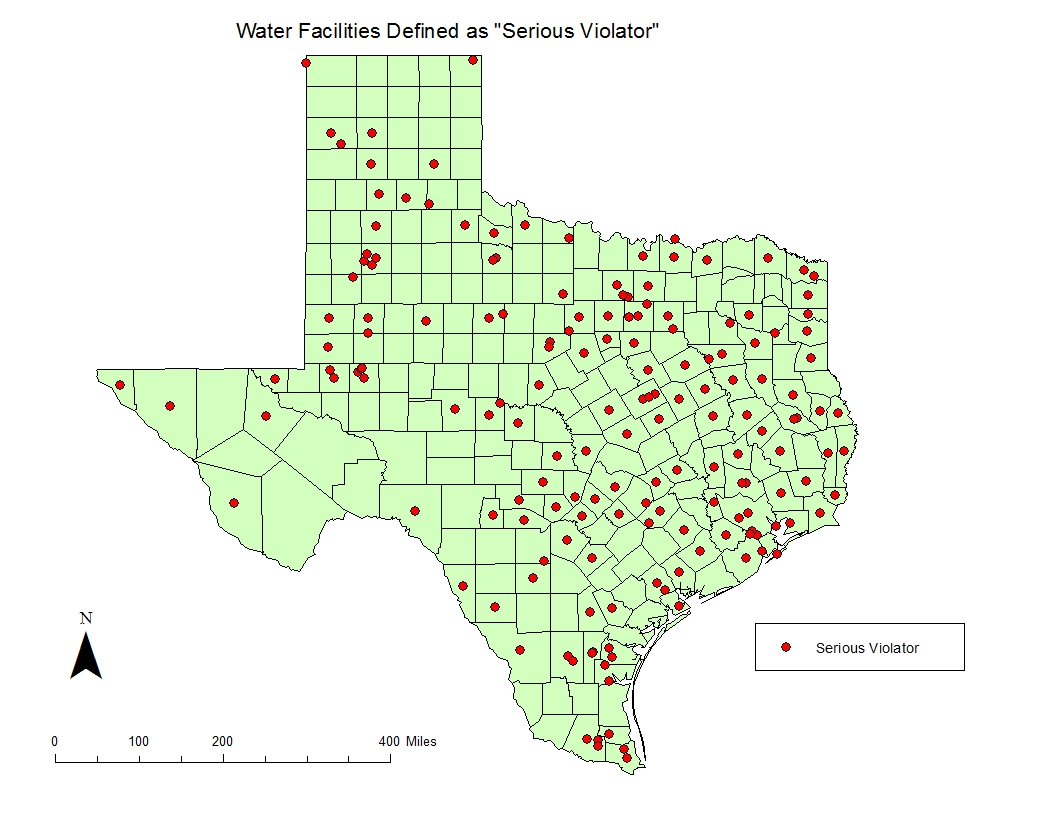 Water Facilities Defined as "Serious Violator"
N
Serious Violator
0 100 200 400 Miles